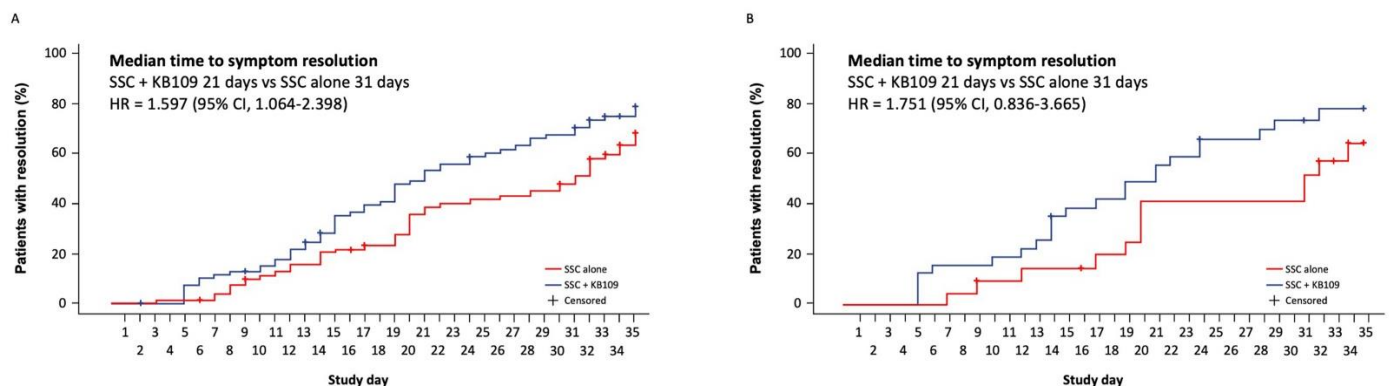 A
Median time to symptom resolution
SSC + KB109 21 days vs SSC alone 31 days
HR = 1.597 (95% CI, 1.064-2.398)
Patients with resolution (%)
100
80
60
40
20
0
SSC alone
SSC + KB109
Censored
1 3 5 7 9 11 13 15 17 19 21 23 25 27 29 31 33 35
2 4 6 8 10 12 14 16 18 20 22 24 26 28 30 32 34
Study day
B
Median time to symptom resolution
SSC + KB109 21 days vs SSC alone 31 days
HR = 1.751 (95% CI, 0.836-3.665)
Patients with resolution (%)
100
80
60
40
20
0
SSC alone
SSC + KB109
Censored
1 3 5 7 9 11 13 15 17 19 21 23 25 27 29 31 33 35
2 4 6 8 10 12 14 16 18 20 22 24 26 28 30 32 34
Study day